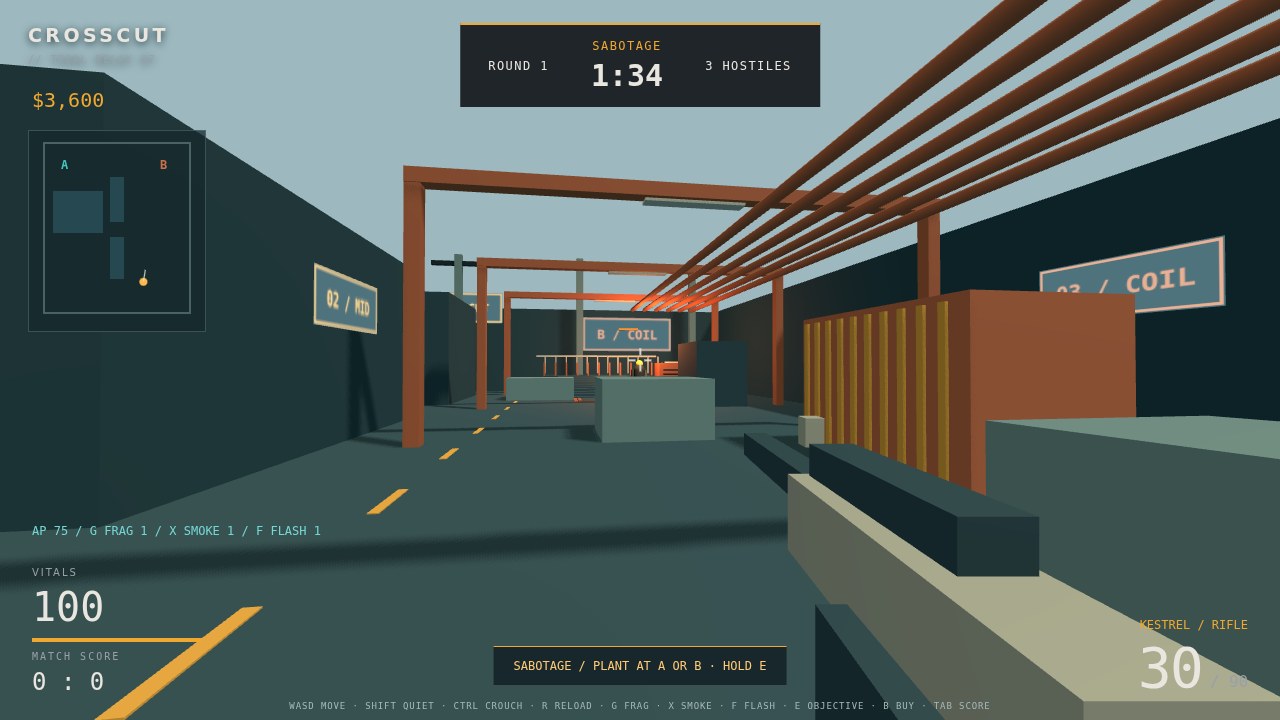 CROSSCUT
SABOTAGE
ROUND 1
1:34
3 HOSTILES
$3,600
A
B
02 / MID
B / COIL
03 / COIL
AP 75 / G FRAG 1 / X SMOKE 1 / F FLASH 1
VITALS
100
MATCH SCORE
0 : 0
SABOTAGE / PLANT AT A OR B · HOLD E
KESTREL / RIFLE
30 / 90
WASD MOVE · SHIFT QUIET · CTRL CROUCH · R RELOAD · G FRAG · X SMOKE · F FLASH · E OBJECTIVE · B BUY · TAB SCORE